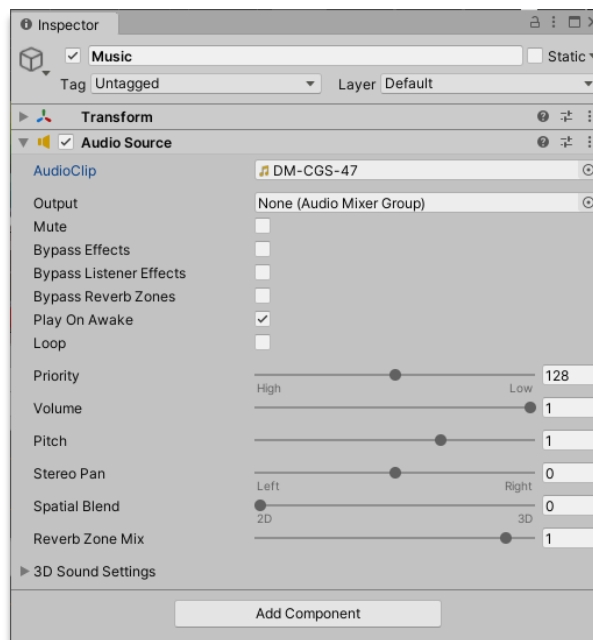 Inspector
Music Static
Tag Untagged Layer Default
Transform
Audio Source
AudioClip DM-CGS-47
Output None (Audio Mixer Group)
Mute
Bypass Effects
Bypass Listener Effects
Bypass Reverb Zones
Play On Awake
Loop
Priority 128
High Low
Volume 1
Pitch 1
Stereo Pan 0
Left Right
Spatial Blend 0
2D 3D
Reverb Zone Mix 1
3D Sound Settings
Add Component